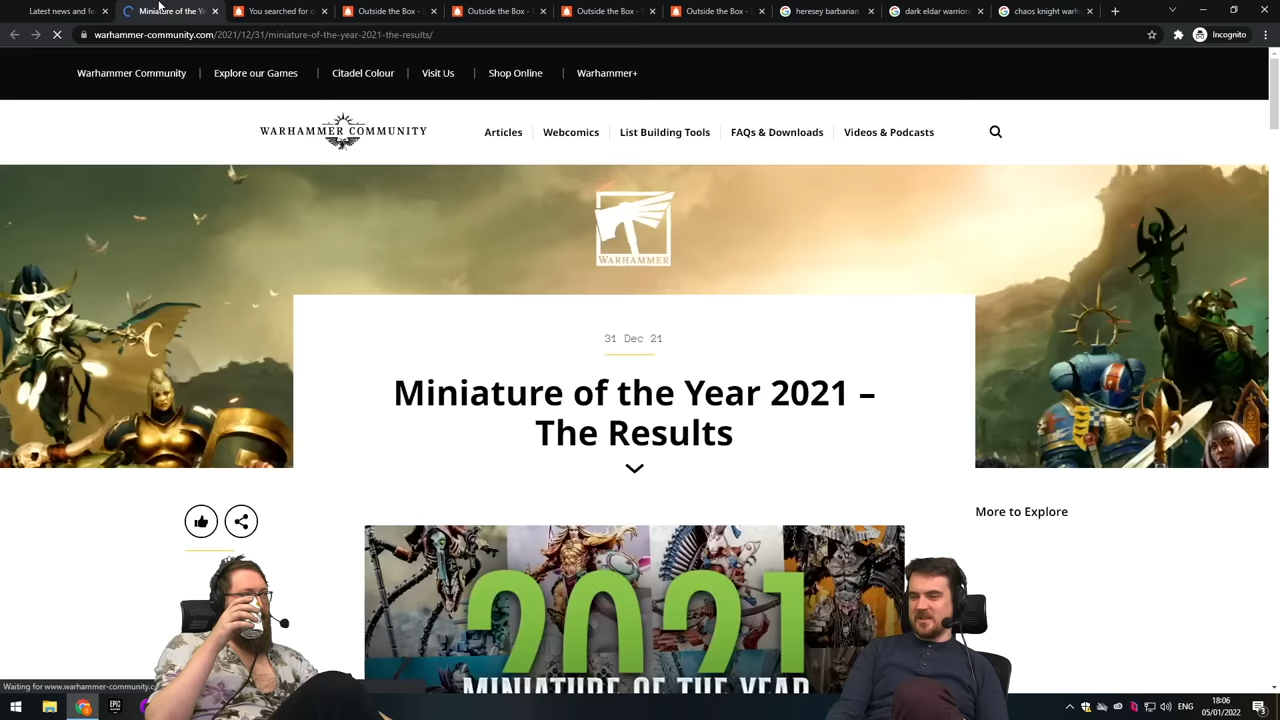 Latest news and fe
Miniature of the Ye
You searched for c
Outside the Box -
Outside the Box -
Outside the Box -
Outside the Box -
heresey barbarian
dark eldar warriors
chaos knight warh
warhammer-community.com/2021/12/31/miniature-of-the-year-2021-the-results/
Incognito
Warhammer Community
Explore our Games
Citadel Colour
Visit Us
Shop Online
Warhammer+
WARHAMMER COMMUNITY
Articles
Webcomics
List Building Tools
FAQs & Downloads
Videos & Podcasts
WARHAMMER
31 Dec 21
Miniature of the Year 2021 –
The Results
More to Explore
2021
MINIATURE OF THE YEAR
Waiting for www.warhammer-community.c
EPIC
ENG
18:06
05/01/2022
3